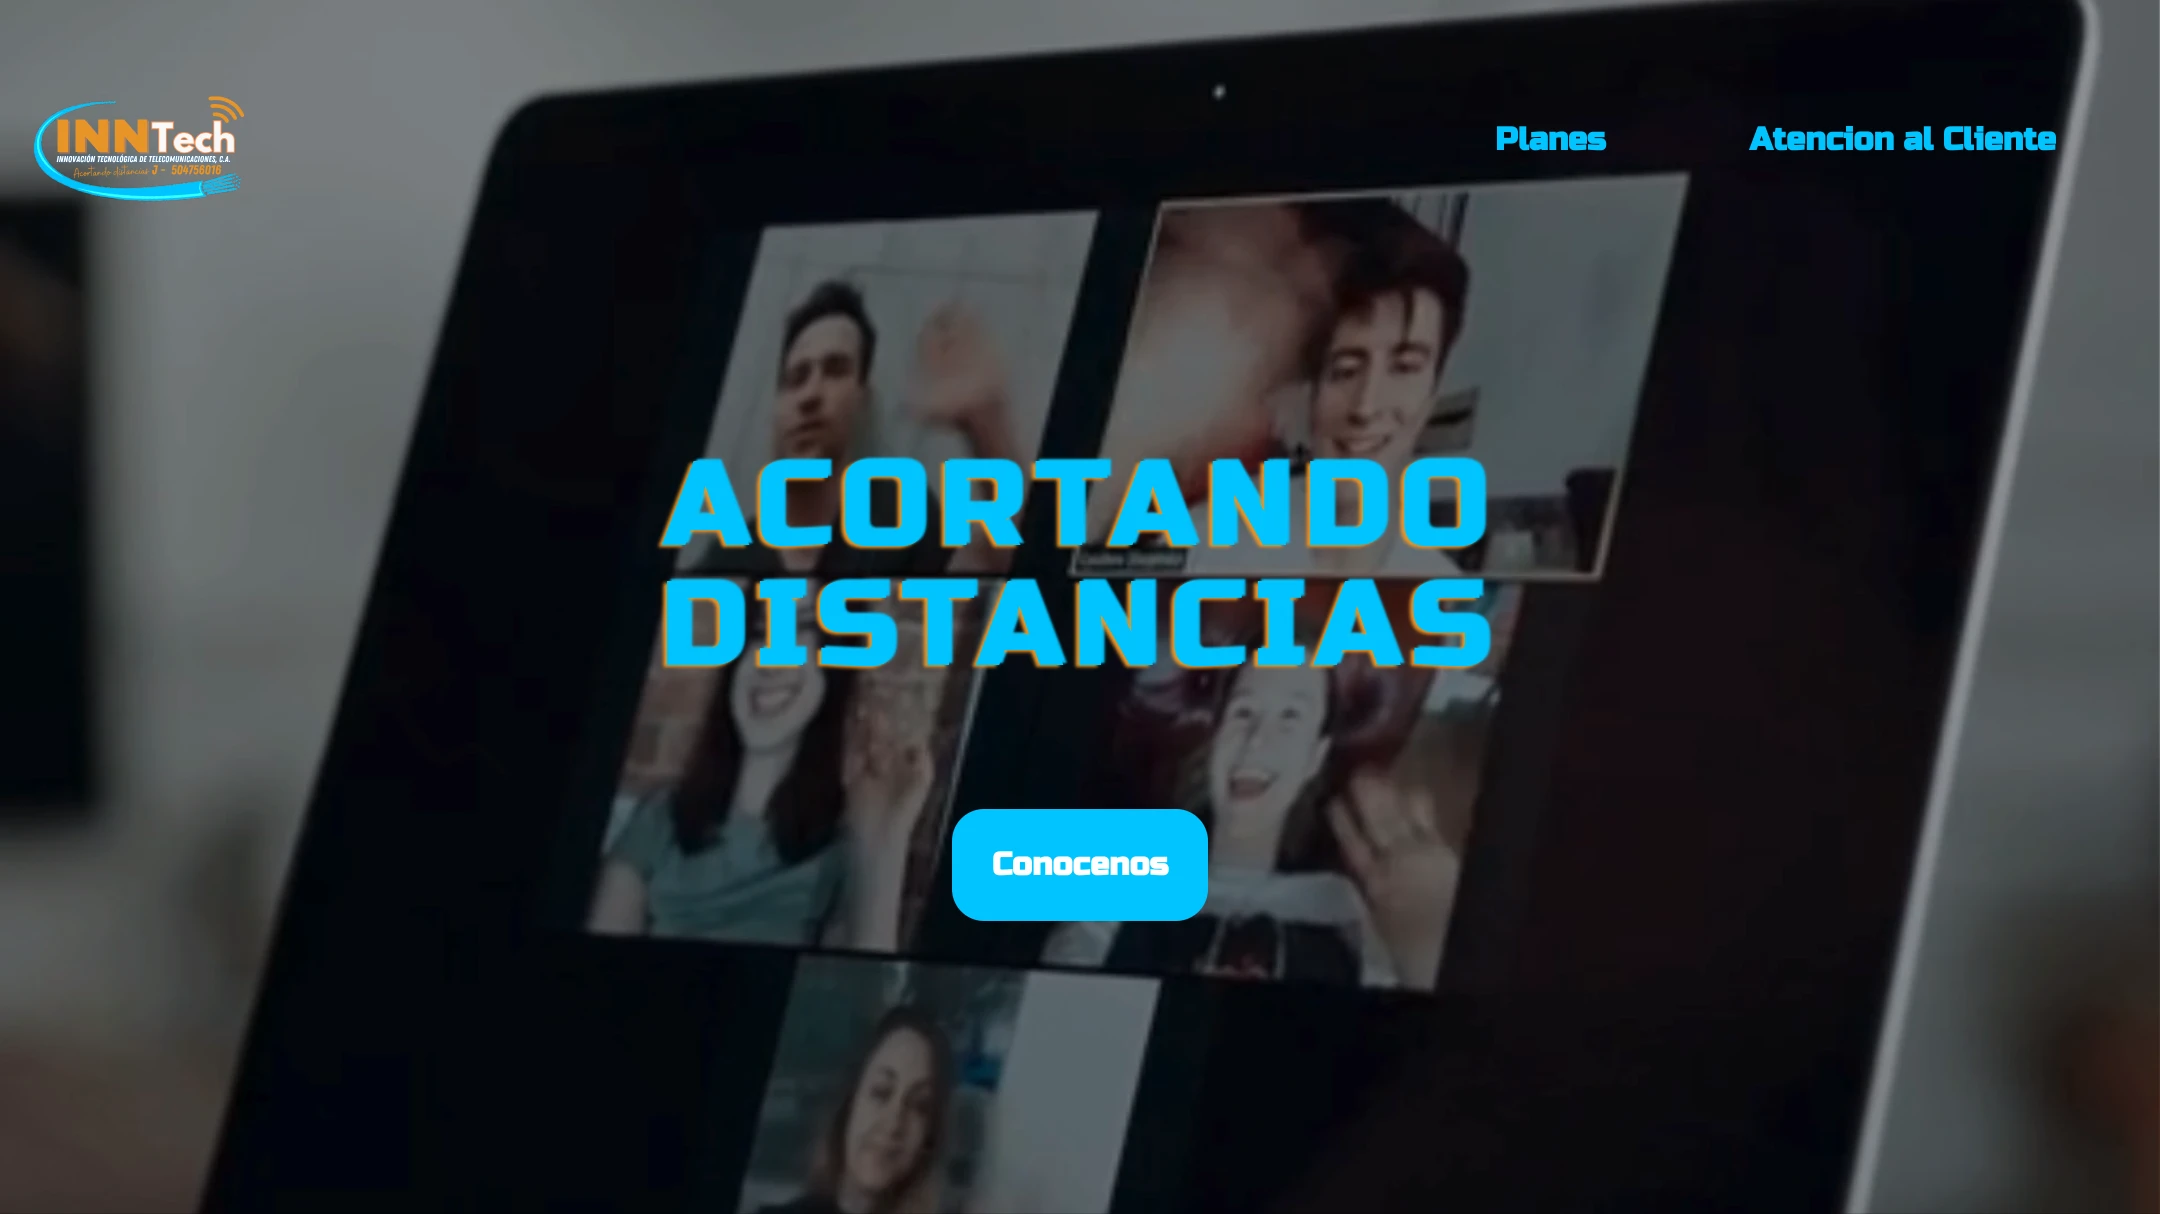 INNTech
INNOVACIÓN TECNOLÓGICA DE TELECOMUNICACIONES, C.A.
Acortando distancias J - 504758016
Planes
Atencion al Cliente
ACORTANDO
DISTANCIAS
Conocenos